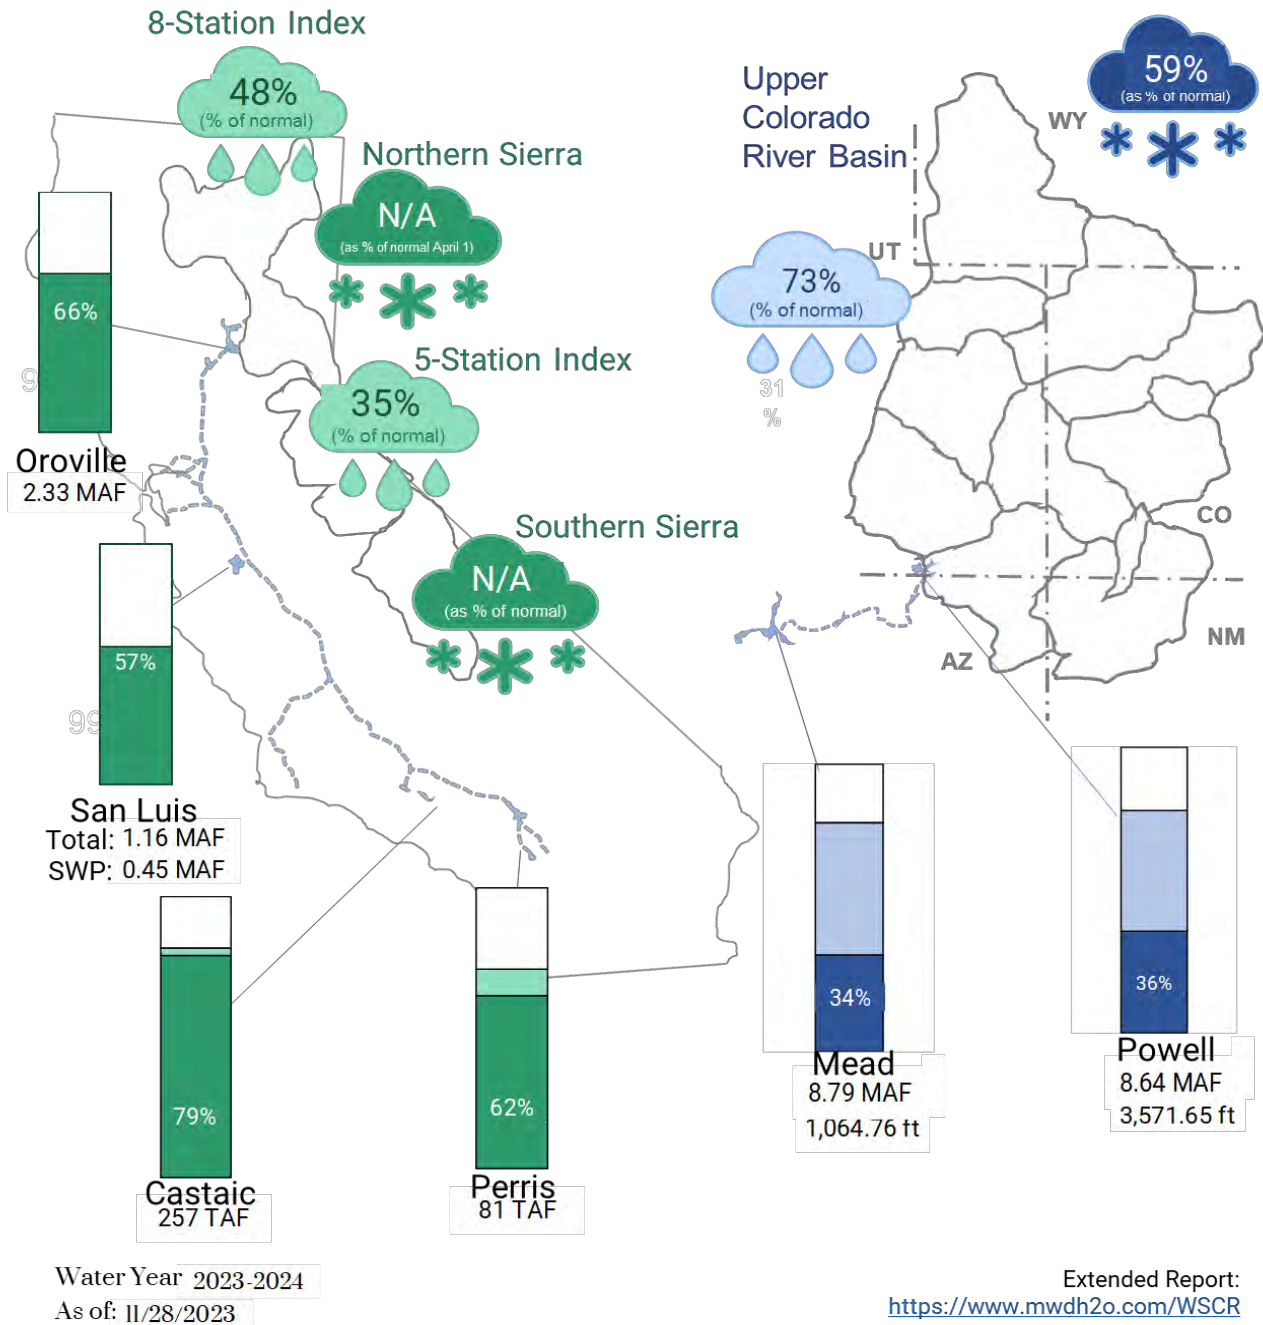 8-Station Index
48%
(% of normal)
Northern Sierra
N/A
(as % of normal April 1)
66%
9
Oroville
2.33 MAF
5-Station Index
35%
(% of normal)
Southern Sierra
N/A
(as % of normal)
57%
99
San Luis
Total: 1.16 MAF
SWP: 0.45 MAF
79%
Castaic
257 TAF
62%
Perris
81 TAF
Upper
Colorado
River Basin
59%
(as % of normal)
WY
UT
73%
(% of normal)
31
%
CO
NM
AZ
34%
Mead
8.79 MAF
1,064.76 ft
36%
Powell
8.64 MAF
3,571.65 ft
Water Year 2023-2024
As of: 11/28/2023
Extended Report:
https://www.mwdh2o.com/WSCR